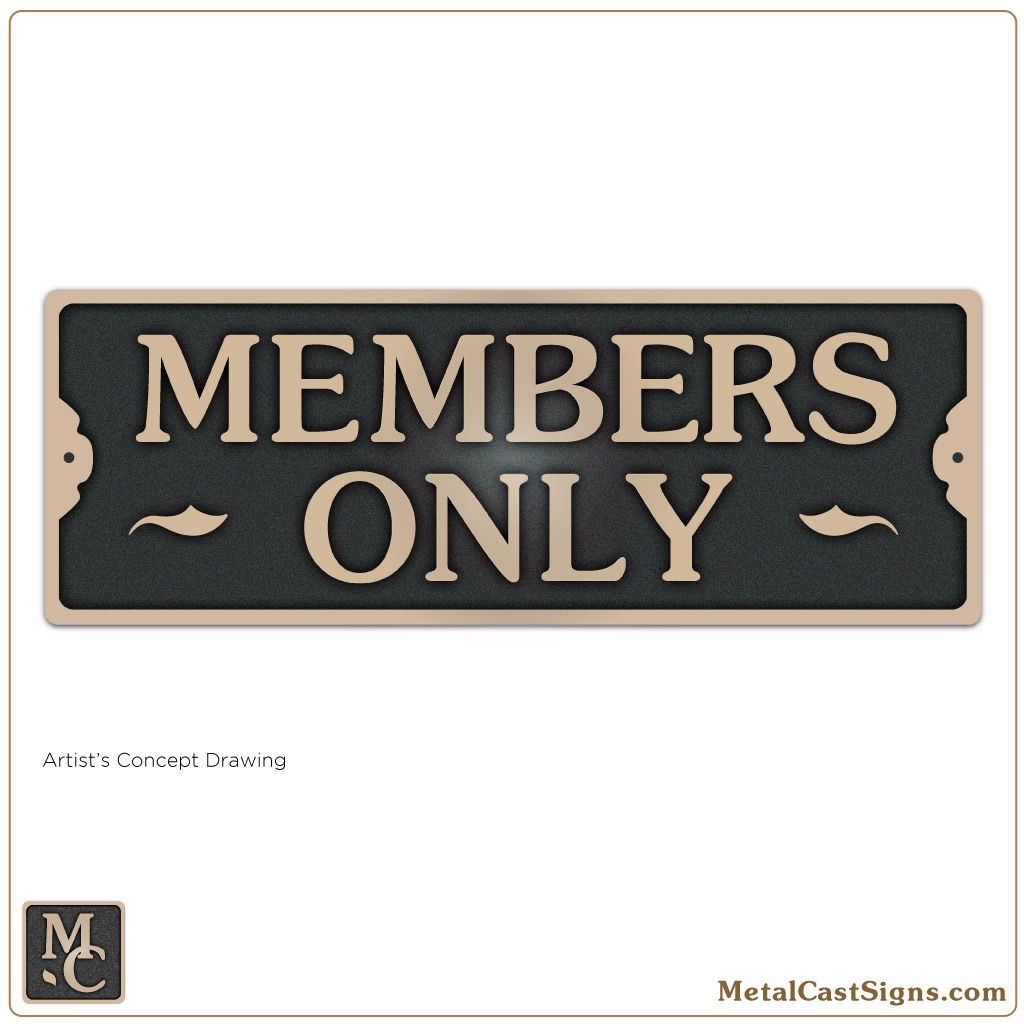 MEMBERS
ONLY
Artist’s Concept Drawing
MC
MetalCastSigns.com